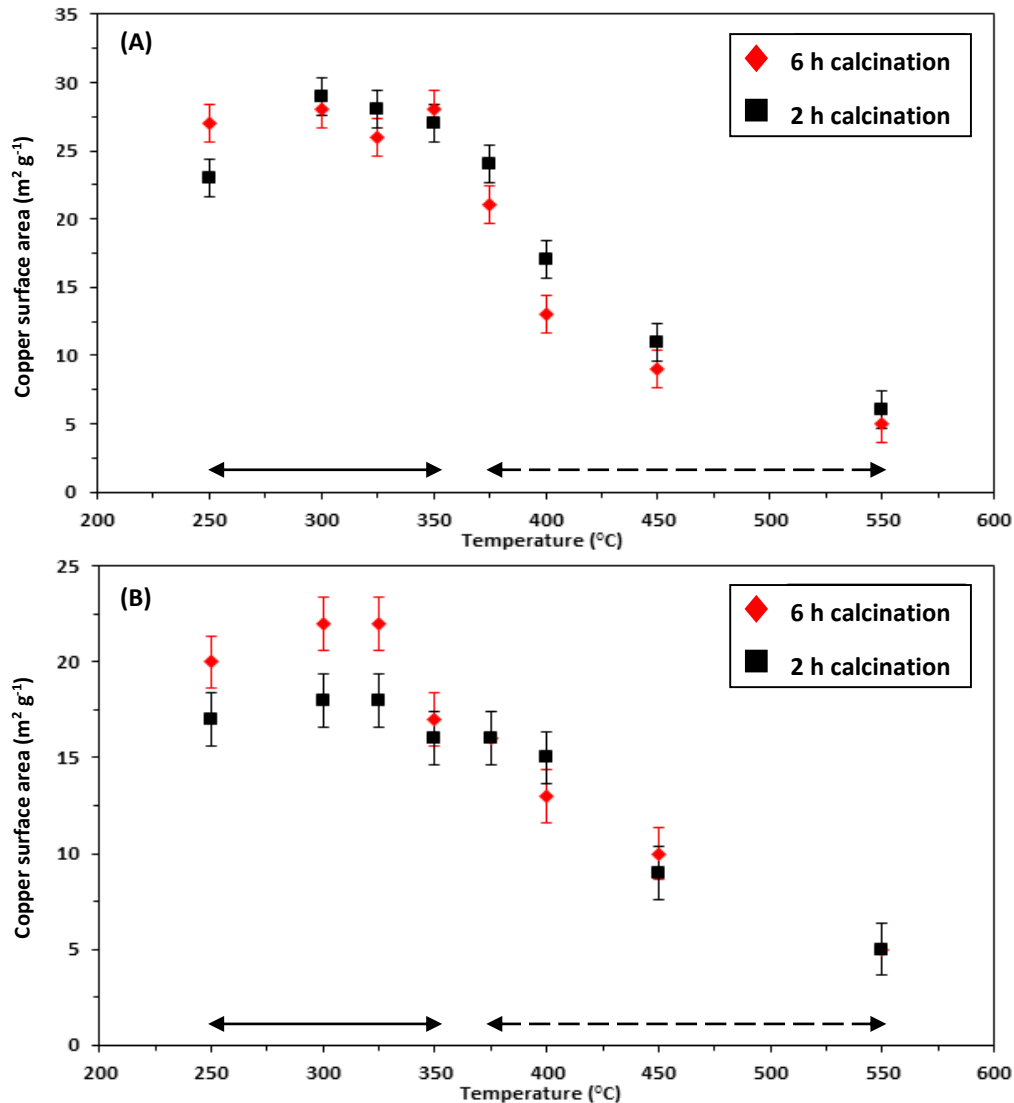 (A)
6 h calcination
2 h calcination
Copper surface area (m² g⁻¹)
35
30
25
20
15
10
5
0
200 250 300 350 400 450 500 550 600
Temperature (°C)
(B)
6 h calcination
2 h calcination
Copper surface area (m² g⁻¹)
25
20
15
10
5
0
200 250 300 350 400 450 500 550 600
Temperature (°C)